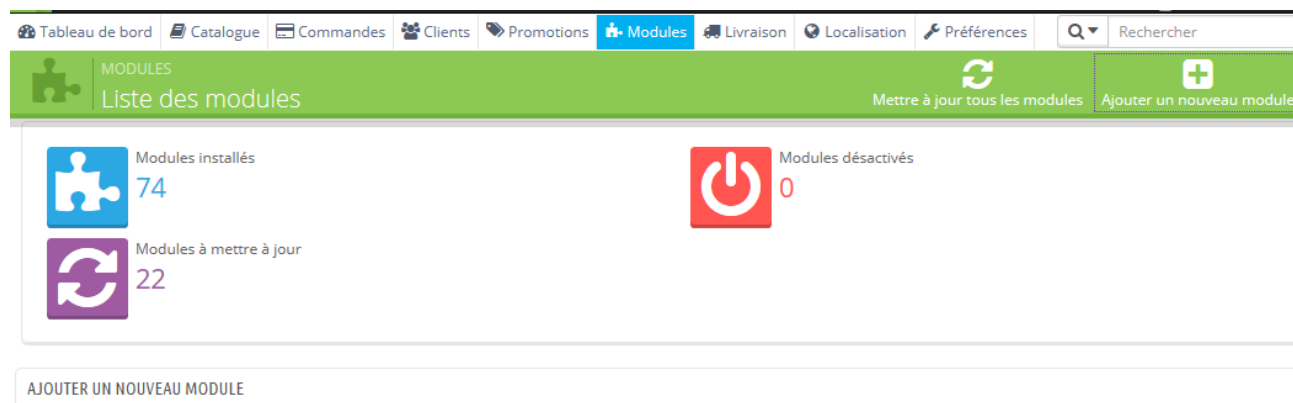 Tableau de bord Catalogue Commandes Clients Promotions Modules Livraison Localisation Préférences Rechercher
MODULES
Liste des modules
Mettre à jour tous les modules Ajouter un nouveau module
Modules installés
74
Modules désactivés
0
Modules à mettre à jour
22
AJOUTER UN NOUVEAU MODULE